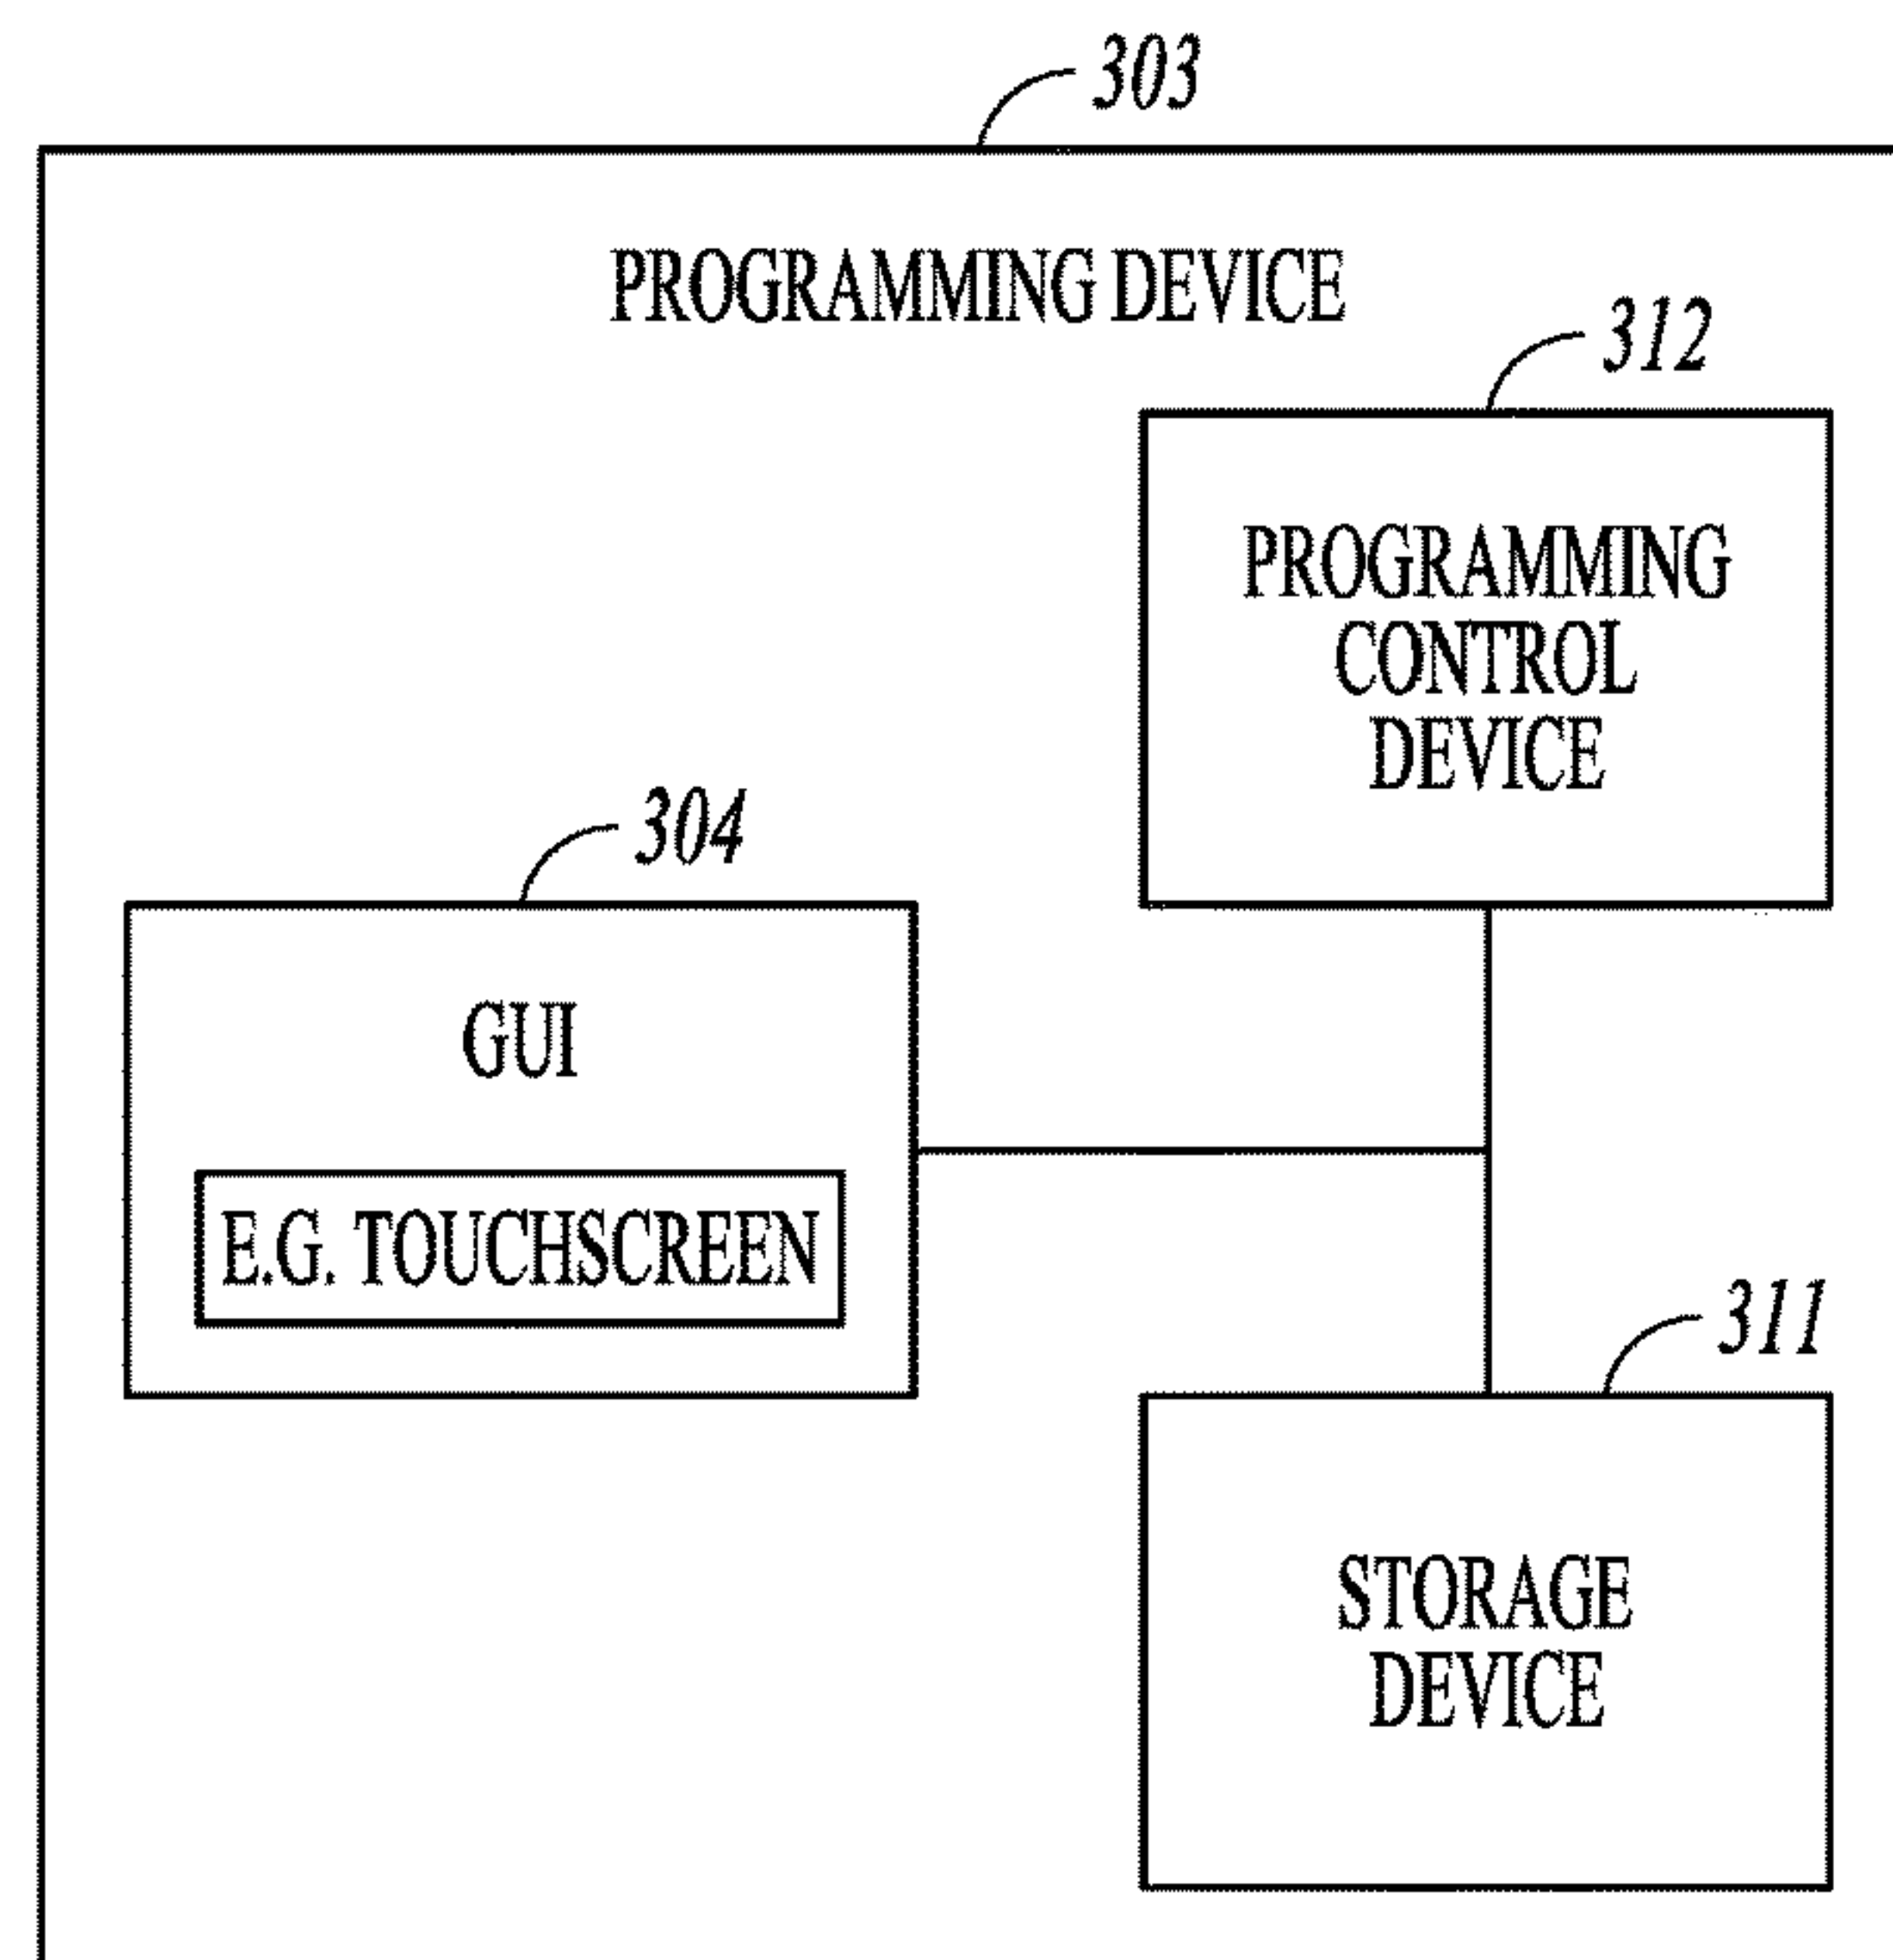 303
PROGRAMMING DEVICE
312
PROGRAMMING
CONTROL
DEVICE
304
GUI
E.G. TOUCHSCREEN
311
STORAGE
DEVICE